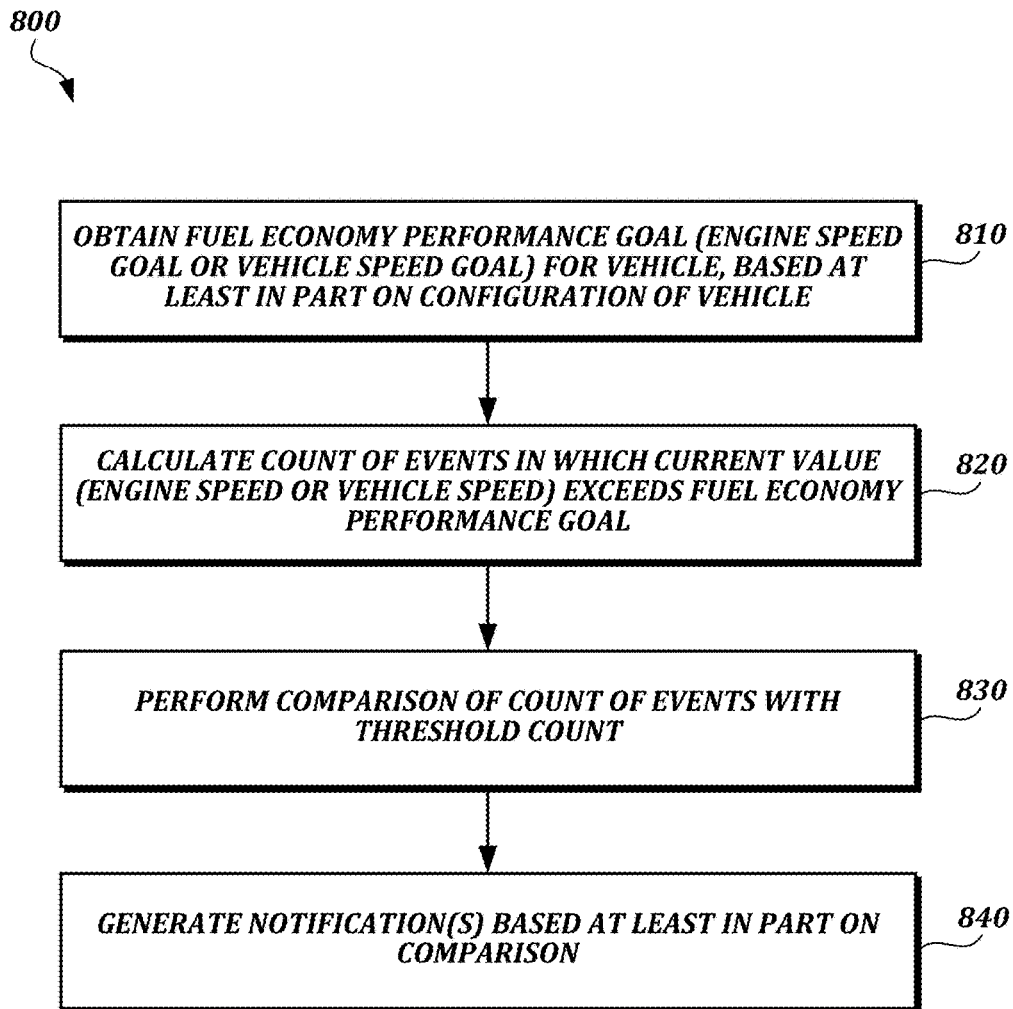 800
OBTAIN FUEL ECONOMY PERFORMANCE GOAL (ENGINE SPEED
GOAL OR VEHICLE SPEED GOAL) FOR VEHICLE, BASED AT
LEAST IN PART ON CONFIGURATION OF VEHICLE
810
CALCULATE COUNT OF EVENTS IN WHICH CURRENT VALUE
(ENGINE SPEED OR VEHICLE SPEED) EXCEEDS FUEL ECONOMY
PERFORMANCE GOAL
820
PERFORM COMPARISON OF COUNT OF EVENTS WITH
THRESHOLD COUNT
830
GENERATE NOTIFICATION(S) BASED AT LEAST IN PART ON
COMPARISON
840